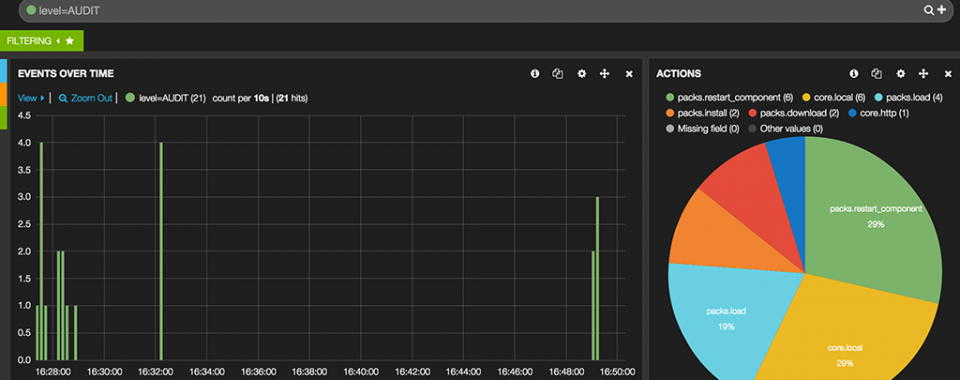 level=AUDIT
FILTERING
EVENTS OVER TIME
View | Zoom Out | level=AUDIT (21) count per 10s | (21 hits)
4.5
4.0
3.5
3.0
2.5
2.0
1.5
1.0
0.5
0.0
16:28:00 16:30:00 16:32:00 16:34:00 16:36:00 16:38:00 16:40:00 16:42:00 16:44:00 16:46:00 16:48:00 16:50:00
ACTIONS
packs.restart_component (6) core.local (6) packs.load (4)
packs.install (2) packs.download (2) core.http (1)
Missing field (0) Other values (0)
packs.restart_component
29%
packs.load
19%
core.local
29%